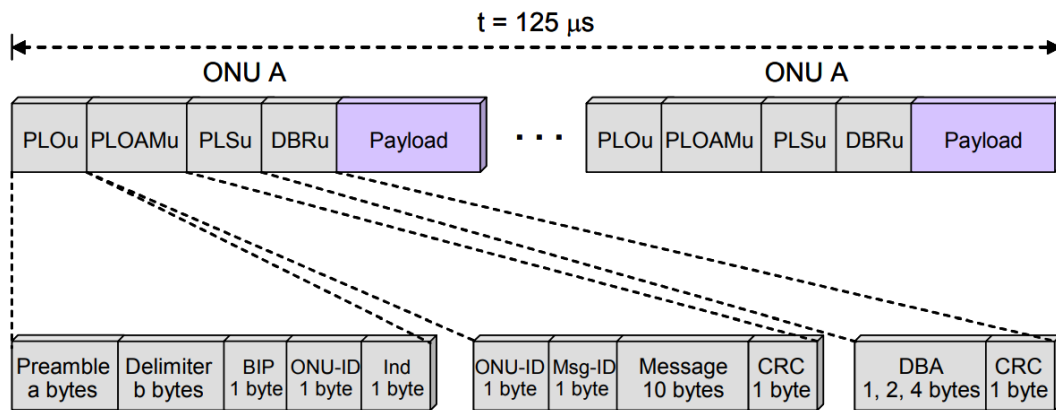 t = 125 μs
ONU A ONU A
PLOu PLOAMu PLSu DBRu Payload ... PLOu PLOAMu PLSu DBRu Payload
Preamble Delimiter BIP ONU-ID Ind ONU-ID Msg-ID Message CRC DBA CRC
a bytes b bytes 1 byte 1 byte 1 byte 1 byte 1 byte 10 bytes 1 byte 1, 2, 4 bytes 1 byte